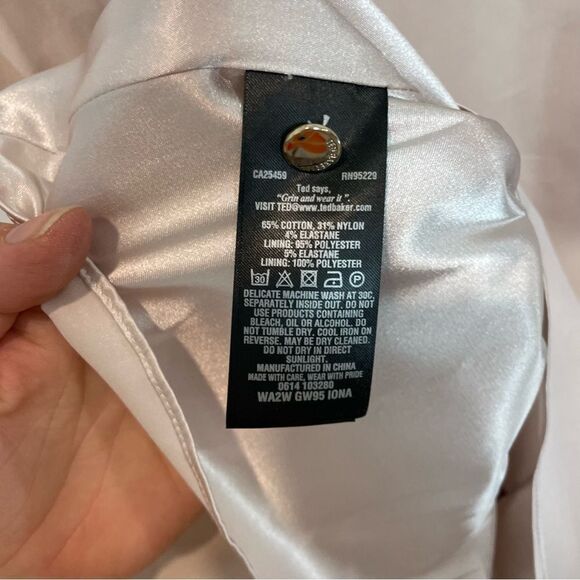 CA25459 RN95229
Ted says,
"Grin and wear it".
VISIT TED@www.tedbaker.com
65% COTTON, 31% NYLON
4% ELASTANE
LINING: 95% POLYESTER
5% ELASTANE
LINING: 100% POLYESTER
30 P
DELICATE MACHINE WASH AT 30C,
SEPARATELY INSIDE OUT. DO NOT
USE PRODUCTS CONTAINING
BLEACH, OIL OR ALCOHOL. DO
NOT TUMBLE DRY. COOL IRON ON
REVERSE. MAY BE DRY CLEANED.
DO NOT DRY IN DIRECT
SUNLIGHT.
MANUFACTURED IN CHINA
MADE WITH CARE, WEAR WITH PRIDE
0614 103280
WA2W GW95 IONA